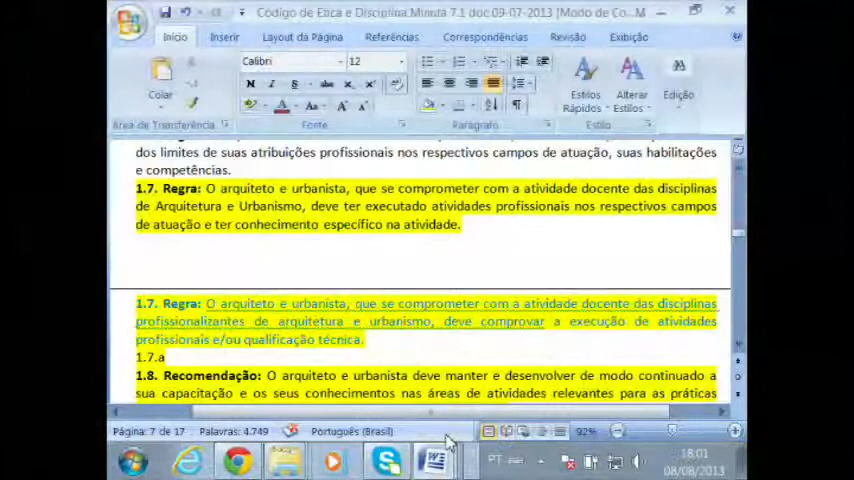 Código de Ética e Disciplina Minuta 7.1 doc 09-07-2013 [Modo de Co... M
Início
Inserir
Layout da Página
Referências
Correspondências
Revisão
Exibição
Colar
Calibri
12
Estilos Rápidos
Alterar Estilos
Edição
Área de Transferência
Fonte
Parágrafo
Estilo
dos limites de suas atribuições profissionais nos respectivos campos de atuação, suas habilitações
e competências.
1.7. Regra: O arquiteto e urbanista, que se comprometer com a atividade docente das disciplinas
de Arquitetura e Urbanismo, deve ter executado atividades profissionais nos respectivos campos
de atuação e ter conhecimento específico na atividade.
1.7. Regra: O arquiteto e urbanista, que se comprometer com a atividade docente das disciplinas
profissionalizantes de arquitetura e urbanismo, deve comprovar a execução de atividades
profissionais e/ou qualificação técnica.
1.7.a
1.8. Recomendação: O arquiteto e urbanista deve manter e desenvolver de modo continuado a
sua capacitação e os seus conhecimentos nas áreas de atividades relevantes para as práticas
Página: 7 de 17
Palavras: 4.749
Português (Brasil)
92%
PT
18:01
08/08/2013